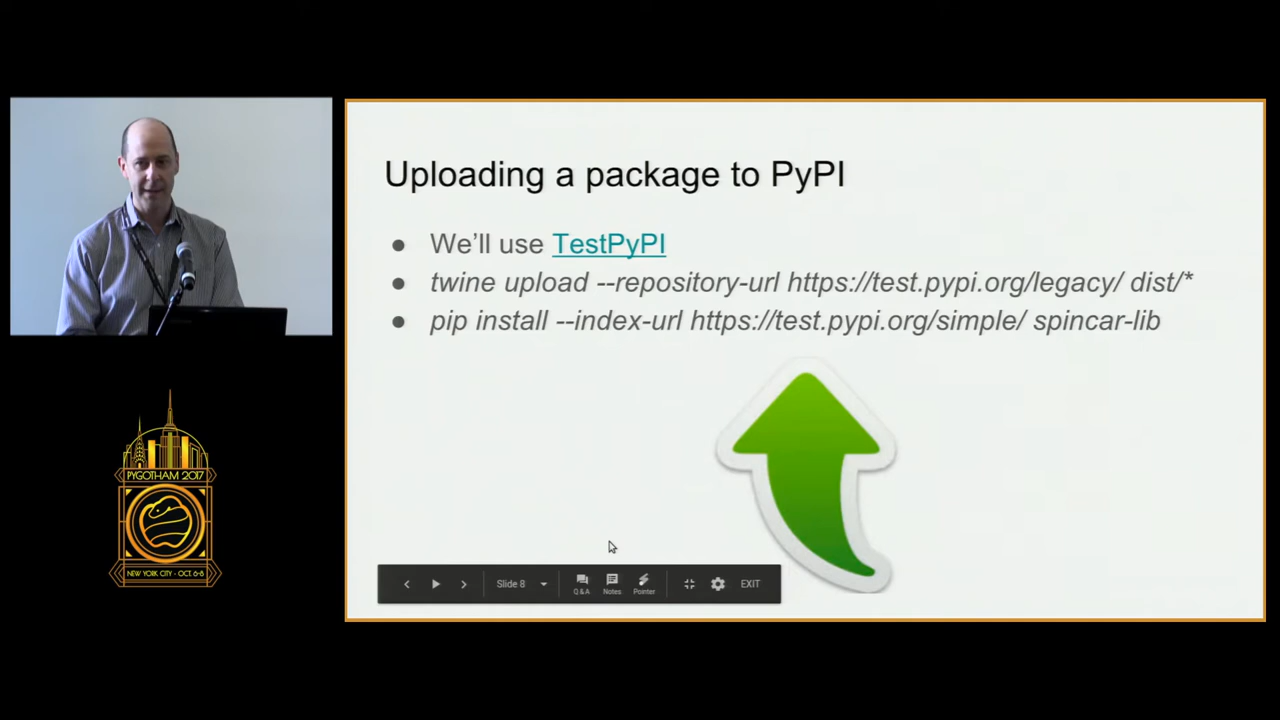 Uploading a package to PyPI
● We'll use TestPyPI
● twine upload --repository-url https://test.pypi.org/legacy/ dist/*
● pip install --index-url https://test.pypi.org/simple/ spincar-lib
PYGOTHAM 2017
NEW YORK CITY - OCT. 6-8
Slide 8
Q & A
Notes
Pointer
EXIT